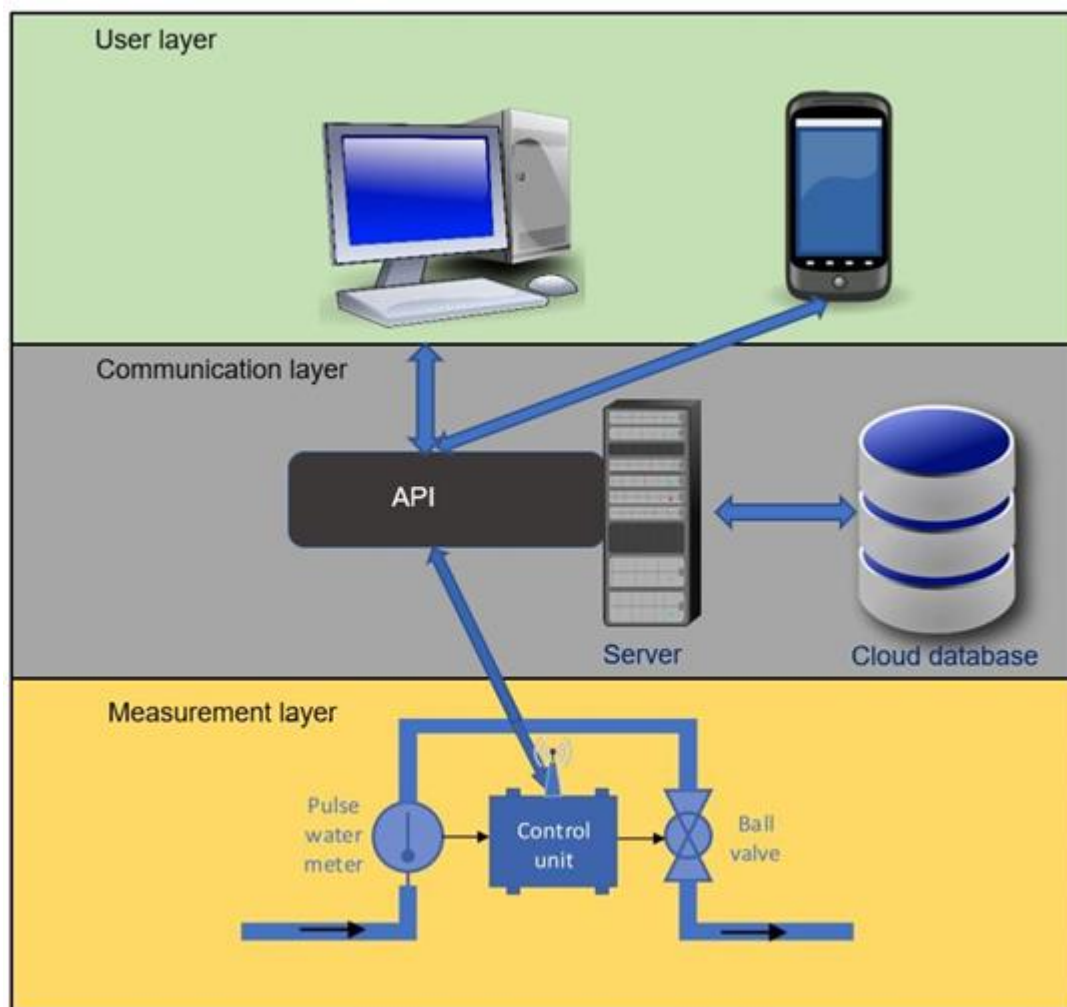 User layer
Communication layer
API
Server
Cloud database
Measurement layer
Pulse
water
meter
Control
unit
Ball
valve